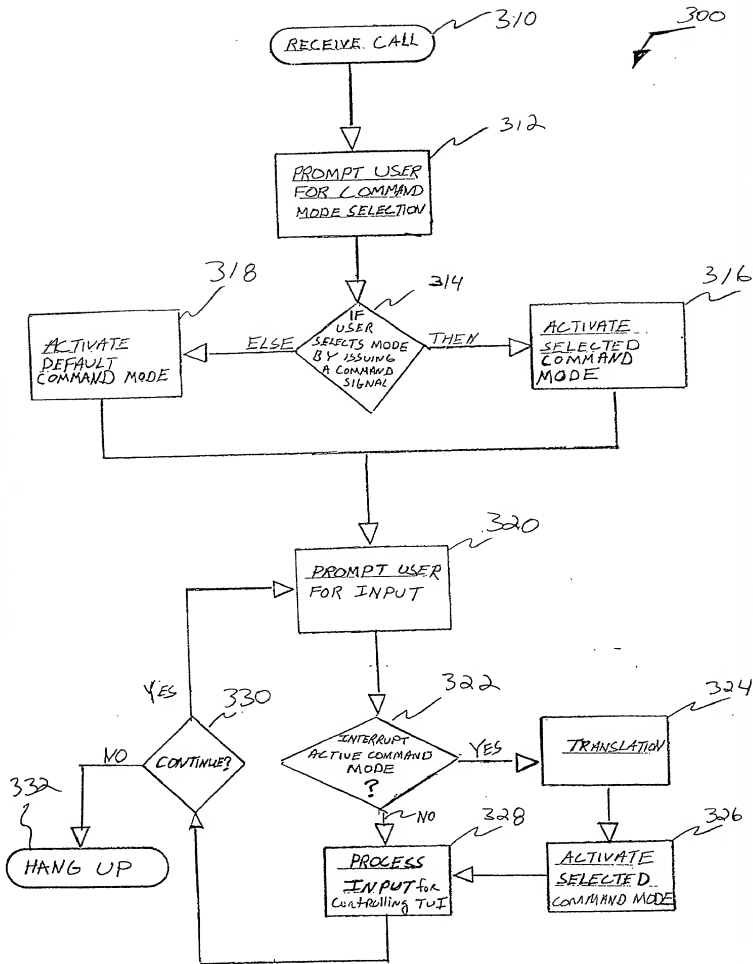 310
RECEIVE CALL
300
312
PROMPT USER
FOR COMMAND
MODE SELECTION
314
318
316
IF
USER
SELECTS MODE
BY ISSUING
A COMMAND
SIGNAL
ELSE
THEN
ACTIVATE
DEFAULT
COMMAND MODE
ACTIVATE
SELECTED
COMMAND
MODE
320
PROMPT USER
FOR INPUT
YES
330
322
324
CONTINUE?
NO
INTERRUPT
ACTIVE COMMAND
MODE
?
YES
TRANSLATION
332
NO
328
326
HANG UP
PROCESS
INPUT for
Controlling TUI
ACTIVATE
SELECTED
COMMAND MODE